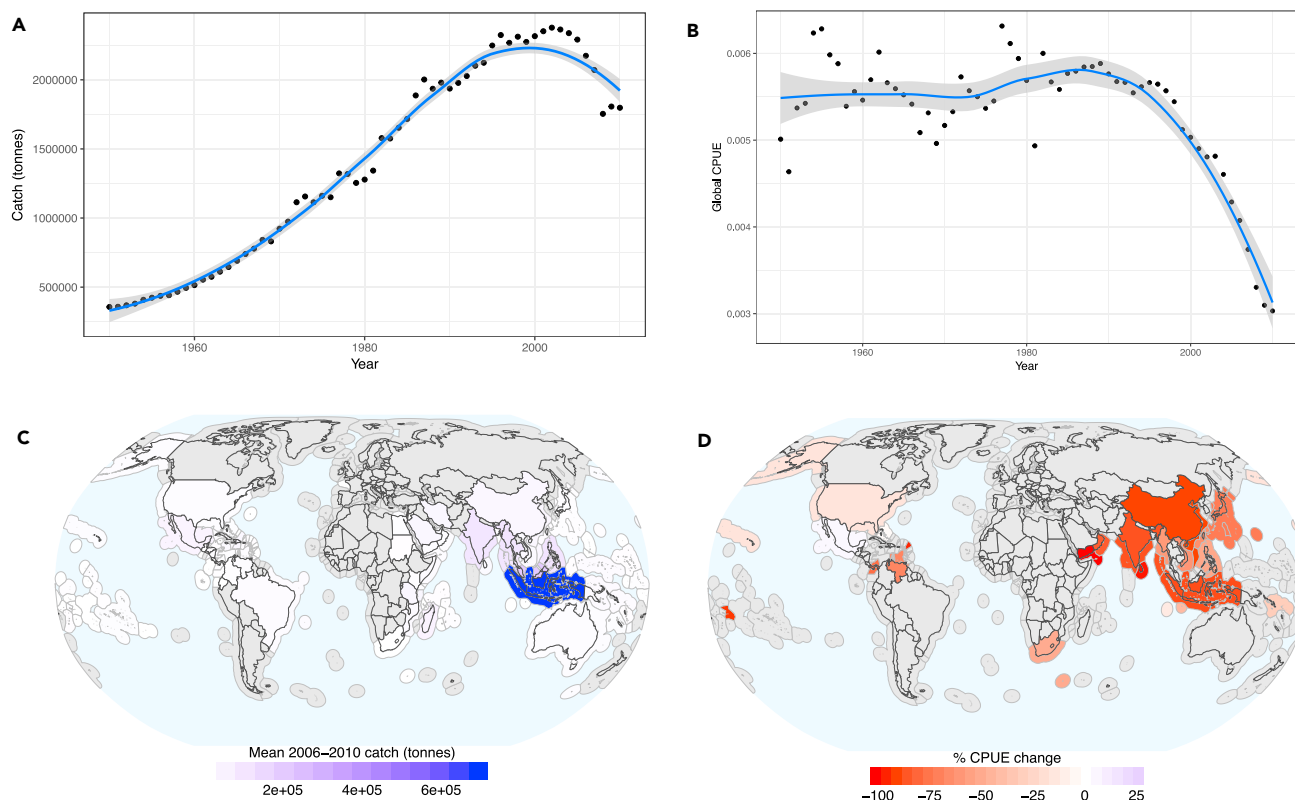 A
Catch (tonnes)
2000000
1500000
1000000
500000
1960
1980
2000
Year
B
Global CPUE
0.006
0.005
0.004
0.003
1960
1980
2000
Year
C
Mean 2006–2010 catch (tonnes)
2e+05 4e+05 6e+05
D
% CPUE change
−100 −75 −50 −25 0 25